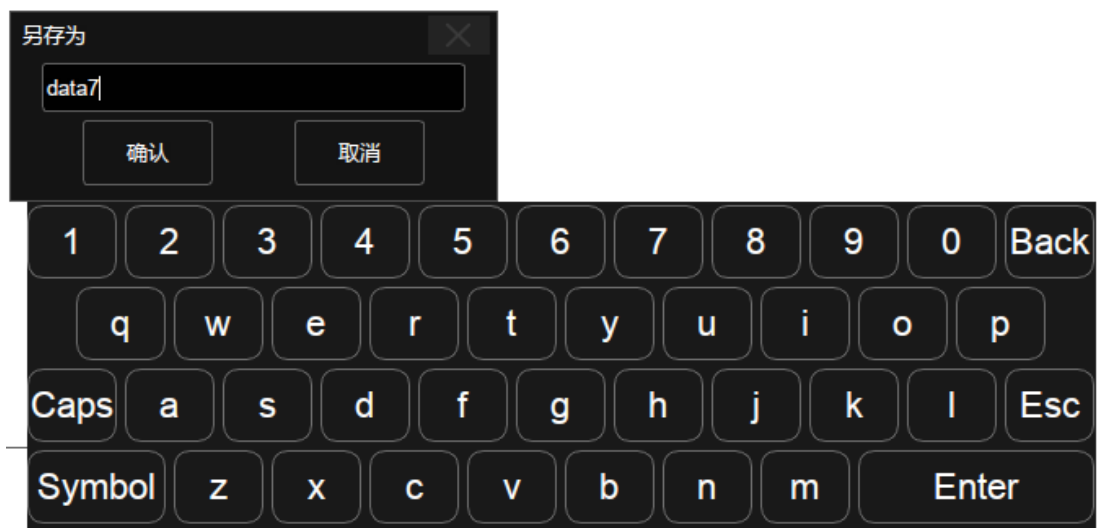 另存为
data7
确认 取消
1 2 3 4 5 6 7 8 9 0 Back
q w e r t y u i o p
Caps a s d f g h j k l Esc
Symbol z x c v b n m Enter